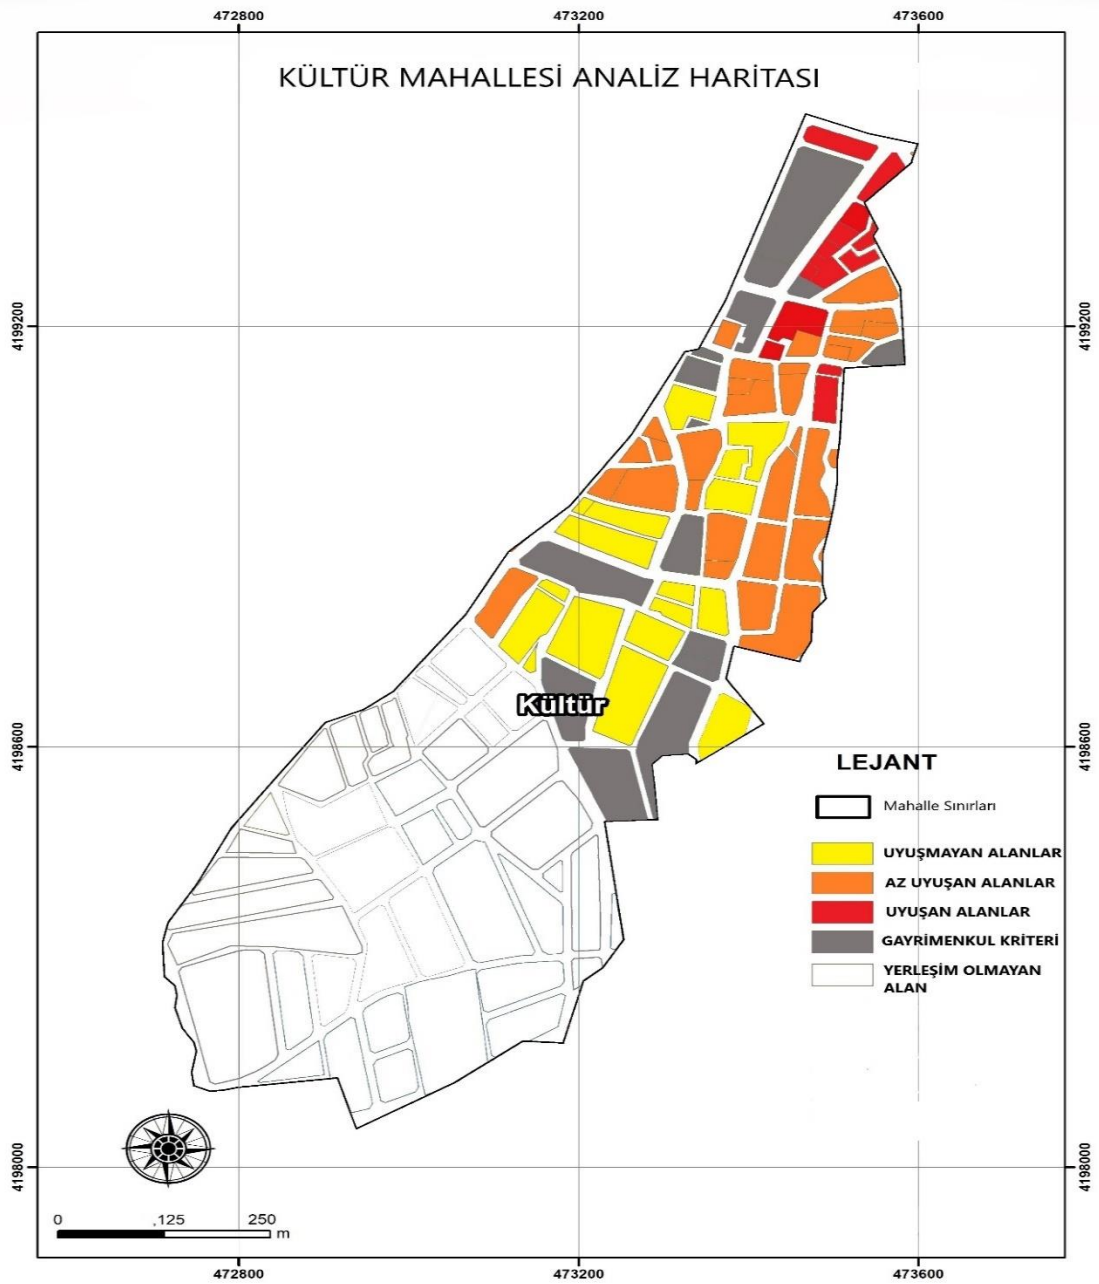 472800 473200 473600
KÜLTÜR MAHALLESİ ANALİZ HARİTASI
4199200 4199200
Kültür
4198600 4198600
LEJANT
Mahalle Sınırları
UYUŞMAYAN ALANLAR
AZ UYUŞAN ALANLAR
UYUŞAN ALANLAR
GAYRİMENKUL KRİTERİ
YERLEŞİM OLMAYAN
ALAN
4198000 4198000
0 ,125 250
m
472800 473200 473600